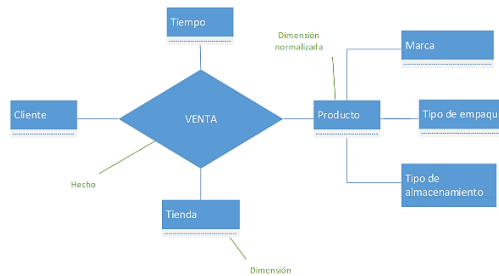 Tiempo
Dimensión
normalizada
Marca
Cliente
VENTA
Producto
Tipo de empaqu
Hecho
Tipo de
almacenamiento
Tienda
Dimensión